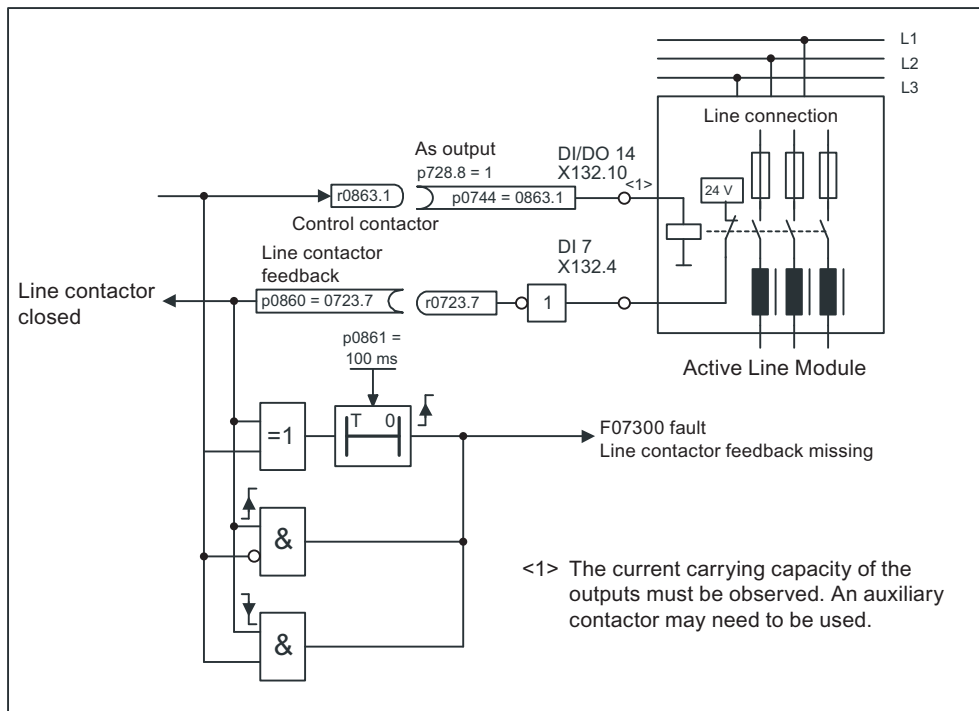 L1
L2
L3
Line connection
As output
p728.8 = 1
DI/DO 14
X132.10
<1>
24 V
r0863.1
p0744 = 0863.1
Control contactor
Line contactor
feedback
DI 7
X132.4
Line contactor
closed
p0860 = 0723.7
r0723.7
1
p0861 =
100 ms
Active Line Module
=1
T 0
F07300 fault
Line contactor feedback missing
&
<1> The current carrying capacity of the
outputs must be observed. An auxiliary
contactor may need to be used.
&